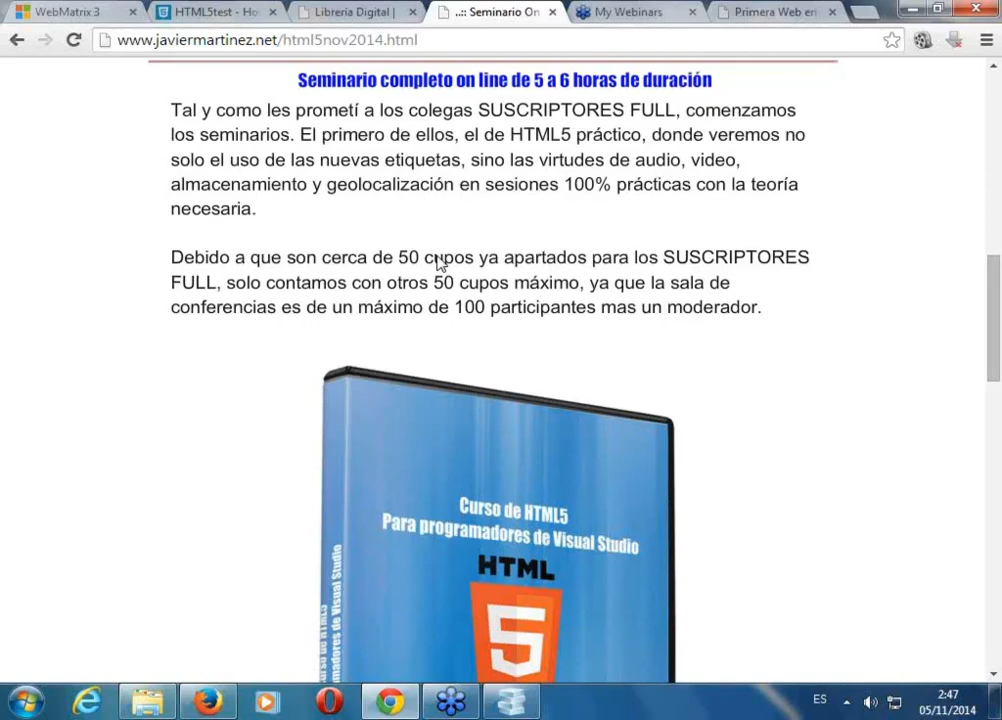 WebMatrix 3
HTML5test - Ho
Libreria Digital |
..:: Seminario On
My Webinars
Primera Web en
www.javiermartinez.net/html5nov2014.html
Seminario completo on line de 5 a 6 horas de duración
Tal y como les prometí a los colegas SUSCRIPTORES FULL, comenzamos
los seminarios. El primero de ellos, el de HTML5 práctico, donde veremos no
solo el uso de las nuevas etiquetas, sino las virtudes de audio, video,
almacenamiento y geolocalización en sesiones 100% prácticas con la teoría
necesaria.
Debido a que son cerca de 50 cupos ya apartados para los SUSCRIPTORES
FULL, solo contamos con otros 50 cupos máximo, ya que la sala de
conferencias es de un máximo de 100 participantes mas un moderador.
Curso de HTML5
Para programadores de Visual Studio
HTML
5
ES
2:47
05/11/2014